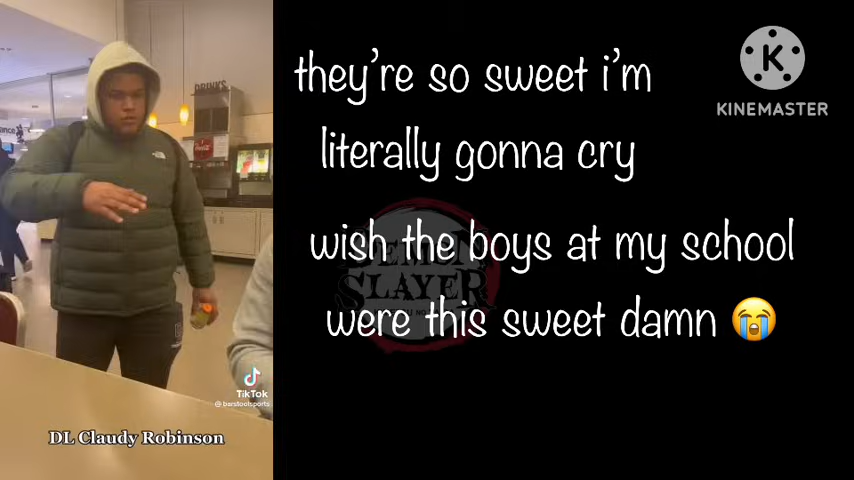 they're so sweet i'm
literally gonna cry
wish the boys at my school
were this sweet damn 😭
KINEMASTER
DEMON
SLAYER
DRINKS
TikTok
@ barstoolsports
DL Claudy Robinson